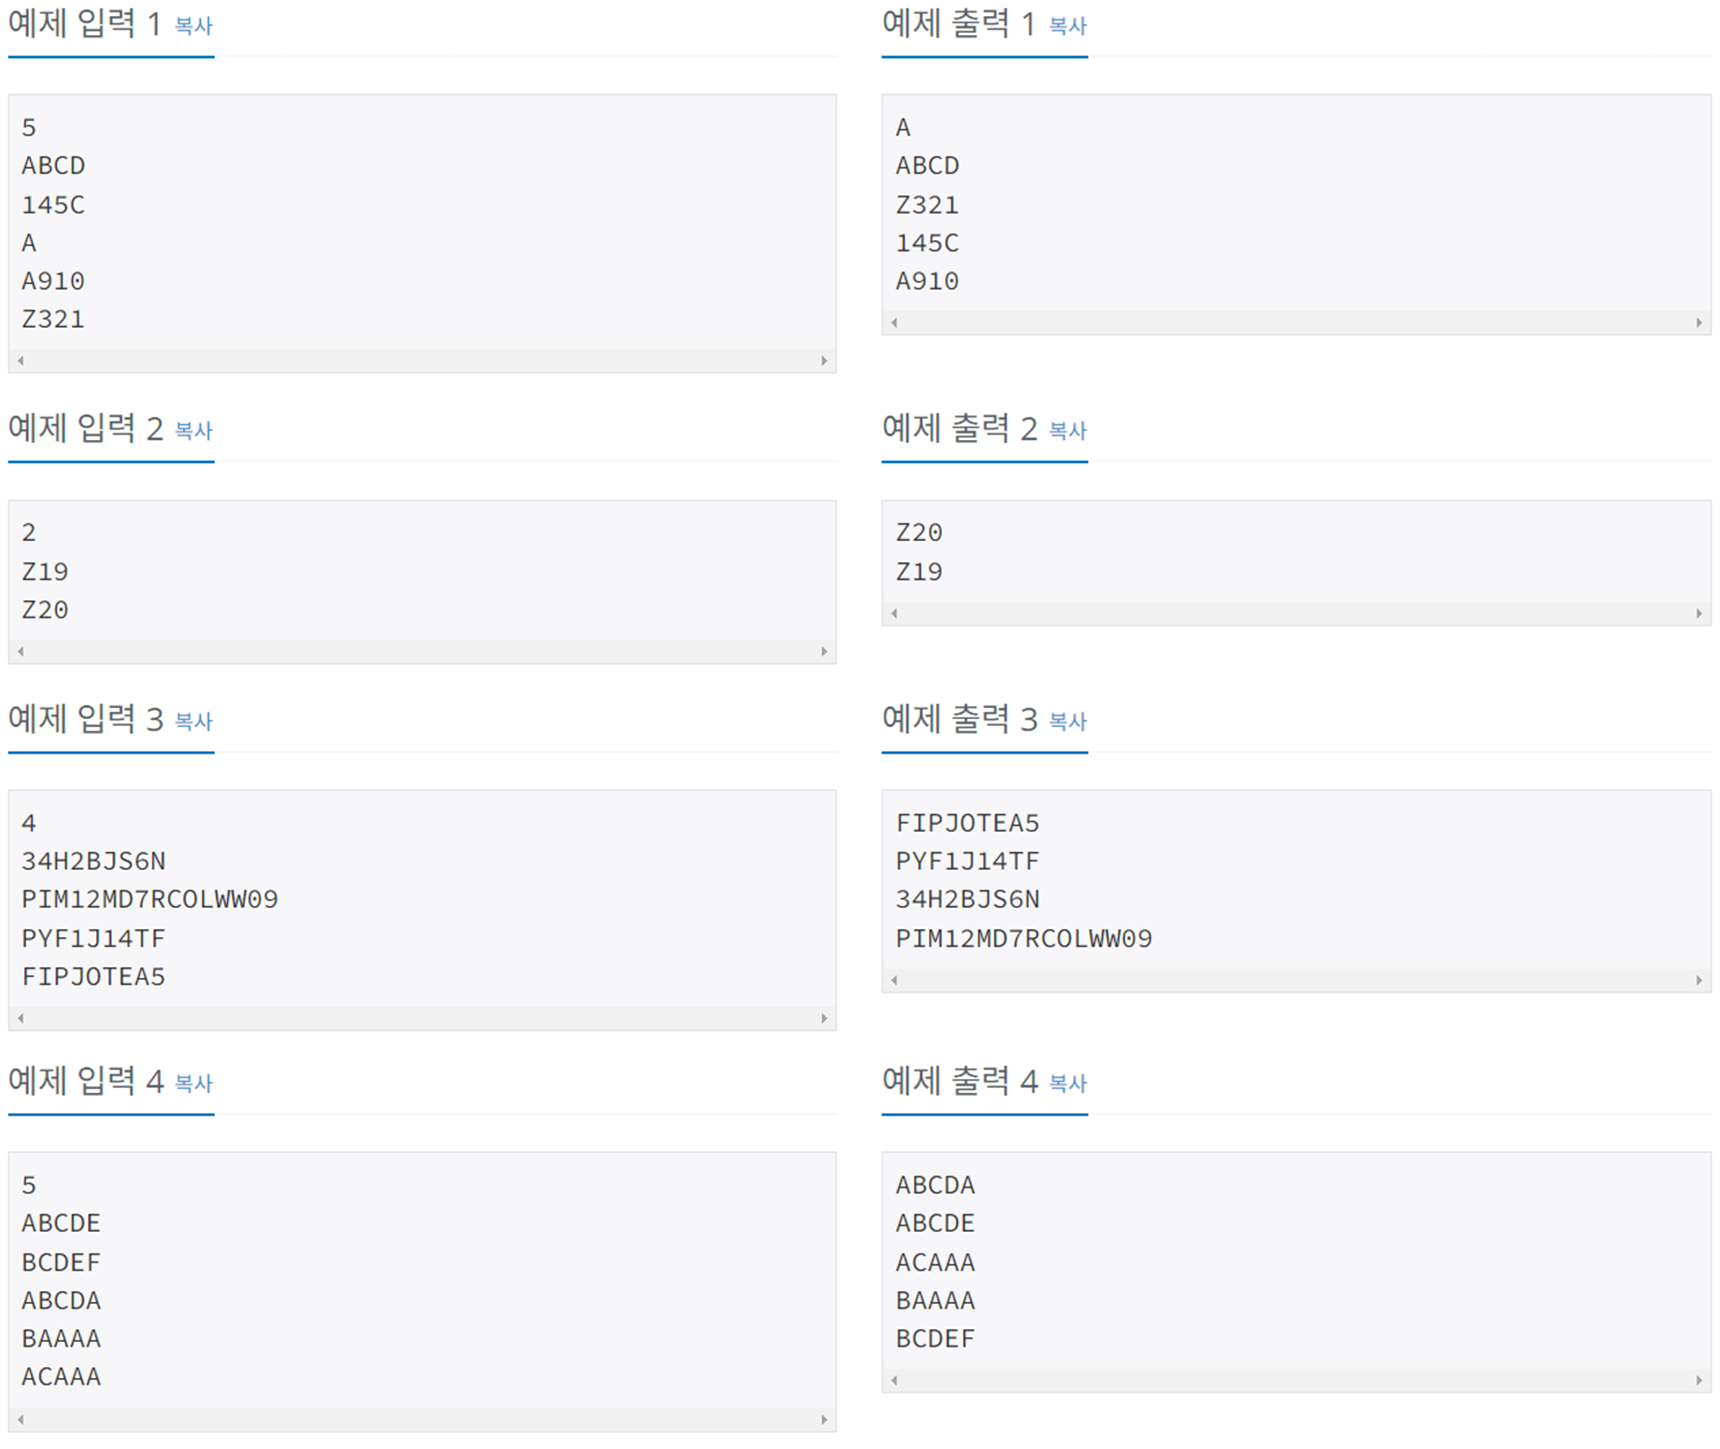 예제 입력 1 복사
5
ABCD
145C
A
A910
Z321
예제 출력 1 복사
A
ABCD
Z321
145C
A910
예제 입력 2 복사
2
Z19
Z20
예제 출력 2 복사
Z20
Z19
예제 입력 3 복사
4
34H2BJS6N
PIM12MD7RCOLWW09
PYF1J14TF
FIPJOTEA5
예제 출력 3 복사
FIPJOTEA5
PYF1J14TF
34H2BJS6N
PIM12MD7RCOLWW09
예제 입력 4 복사
5
ABCDE
BCDEF
ABCDA
BAAAA
ACAAA
예제 출력 4 복사
ABCDA
ABCDE
ACAAA
BAAAA
BCDEF